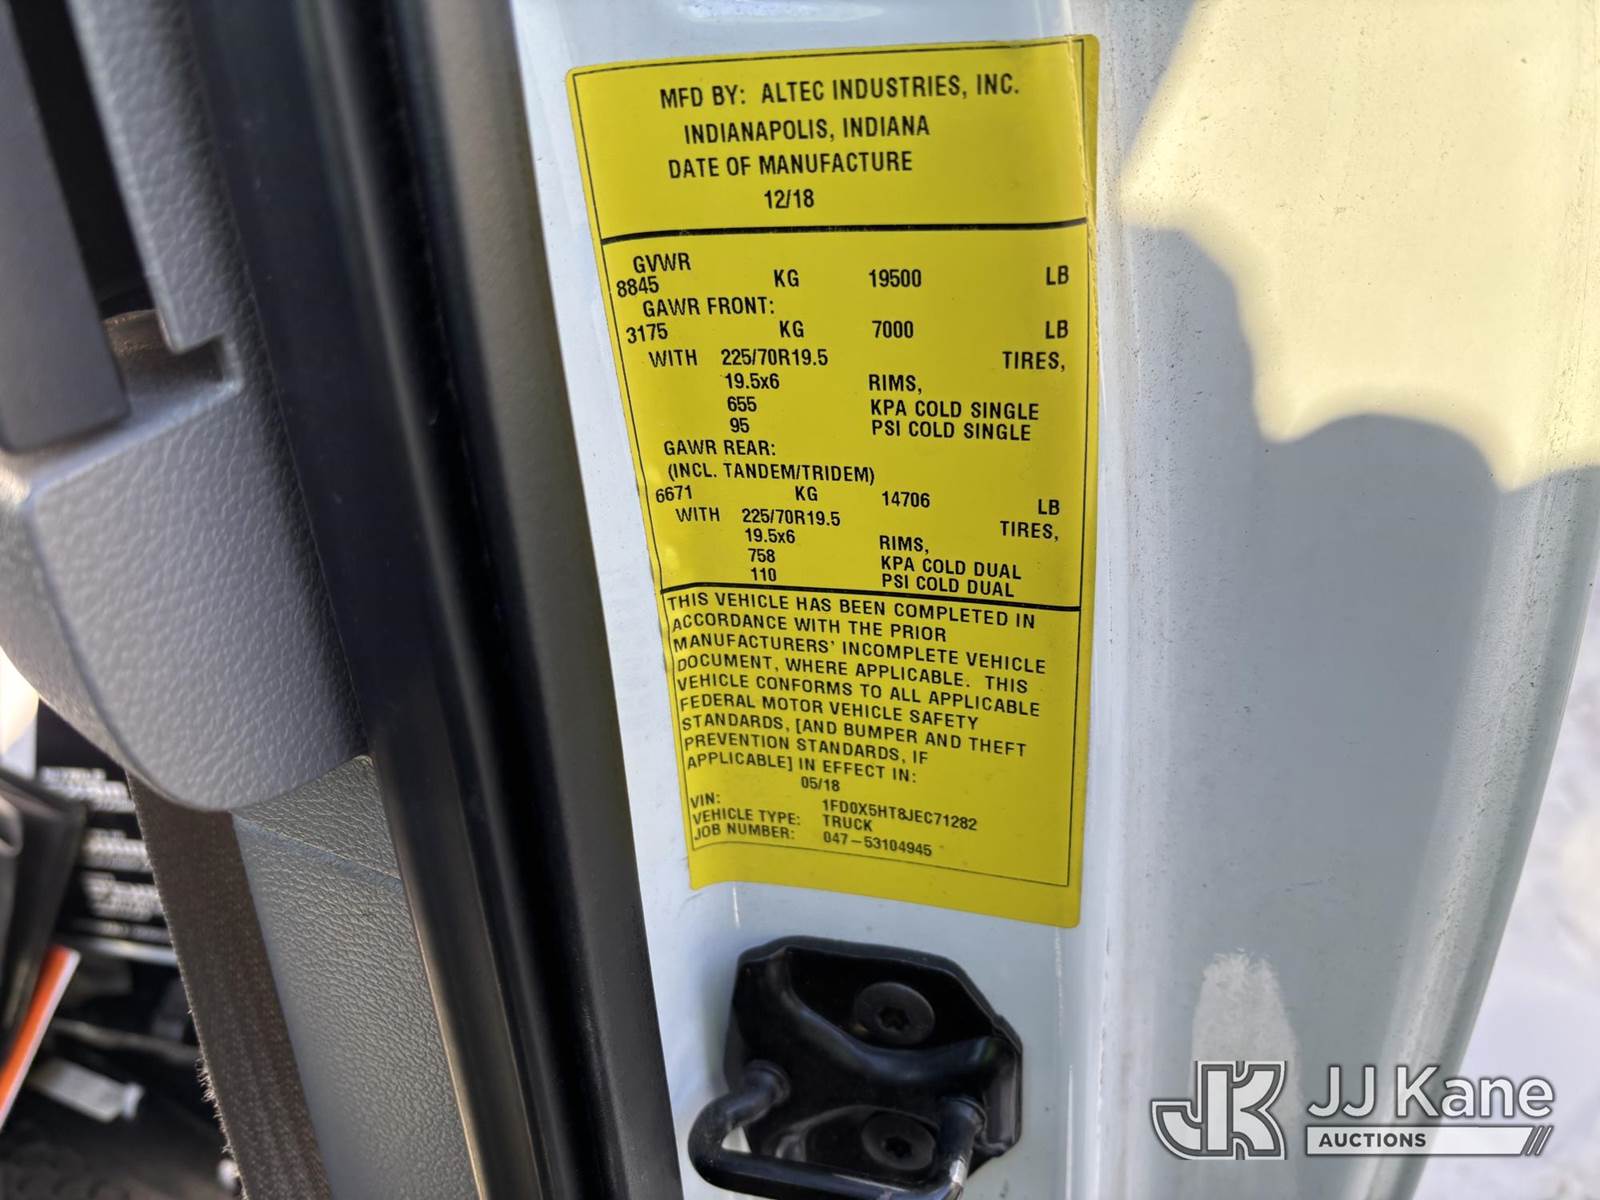 MFD BY: ALTEC INDUSTRIES, INC.
INDIANAPOLIS, INDIANA
DATE OF MANUFACTURE
12/18
GVWR
8845 KG 19500 LB
GAWR FRONT:
3175 KG 7000 LB
WITH 225/70R19.5 TIRES,
19.5x6 RIMS,
655 KPA COLD SINGLE
95 PSI COLD SINGLE
GAWR REAR:
(INCL. TANDEM/TRIDEM)
6671 KG 14706 LB
WITH 225/70R19.5 TIRES,
19.5x6 RIMS,
758 KPA COLD DUAL
110 PSI COLD DUAL
THIS VEHICLE HAS BEEN COMPLETED IN
ACCORDANCE WITH THE PRIOR
MANUFACTURERS' INCOMPLETE VEHICLE
DOCUMENT, WHERE APPLICABLE. THIS
VEHICLE CONFORMS TO ALL APPLICABLE
FEDERAL MOTOR VEHICLE SAFETY
STANDARDS, [AND BUMPER AND THEFT
PREVENTION STANDARDS, IF
APPLICABLE] IN EFFECT IN:
05/18
VIN: 1FD0X5HT8JEC71282
VEHICLE TYPE: TRUCK
JOB NUMBER: 047-53104945
JK JJ Kane
AUCTIONS